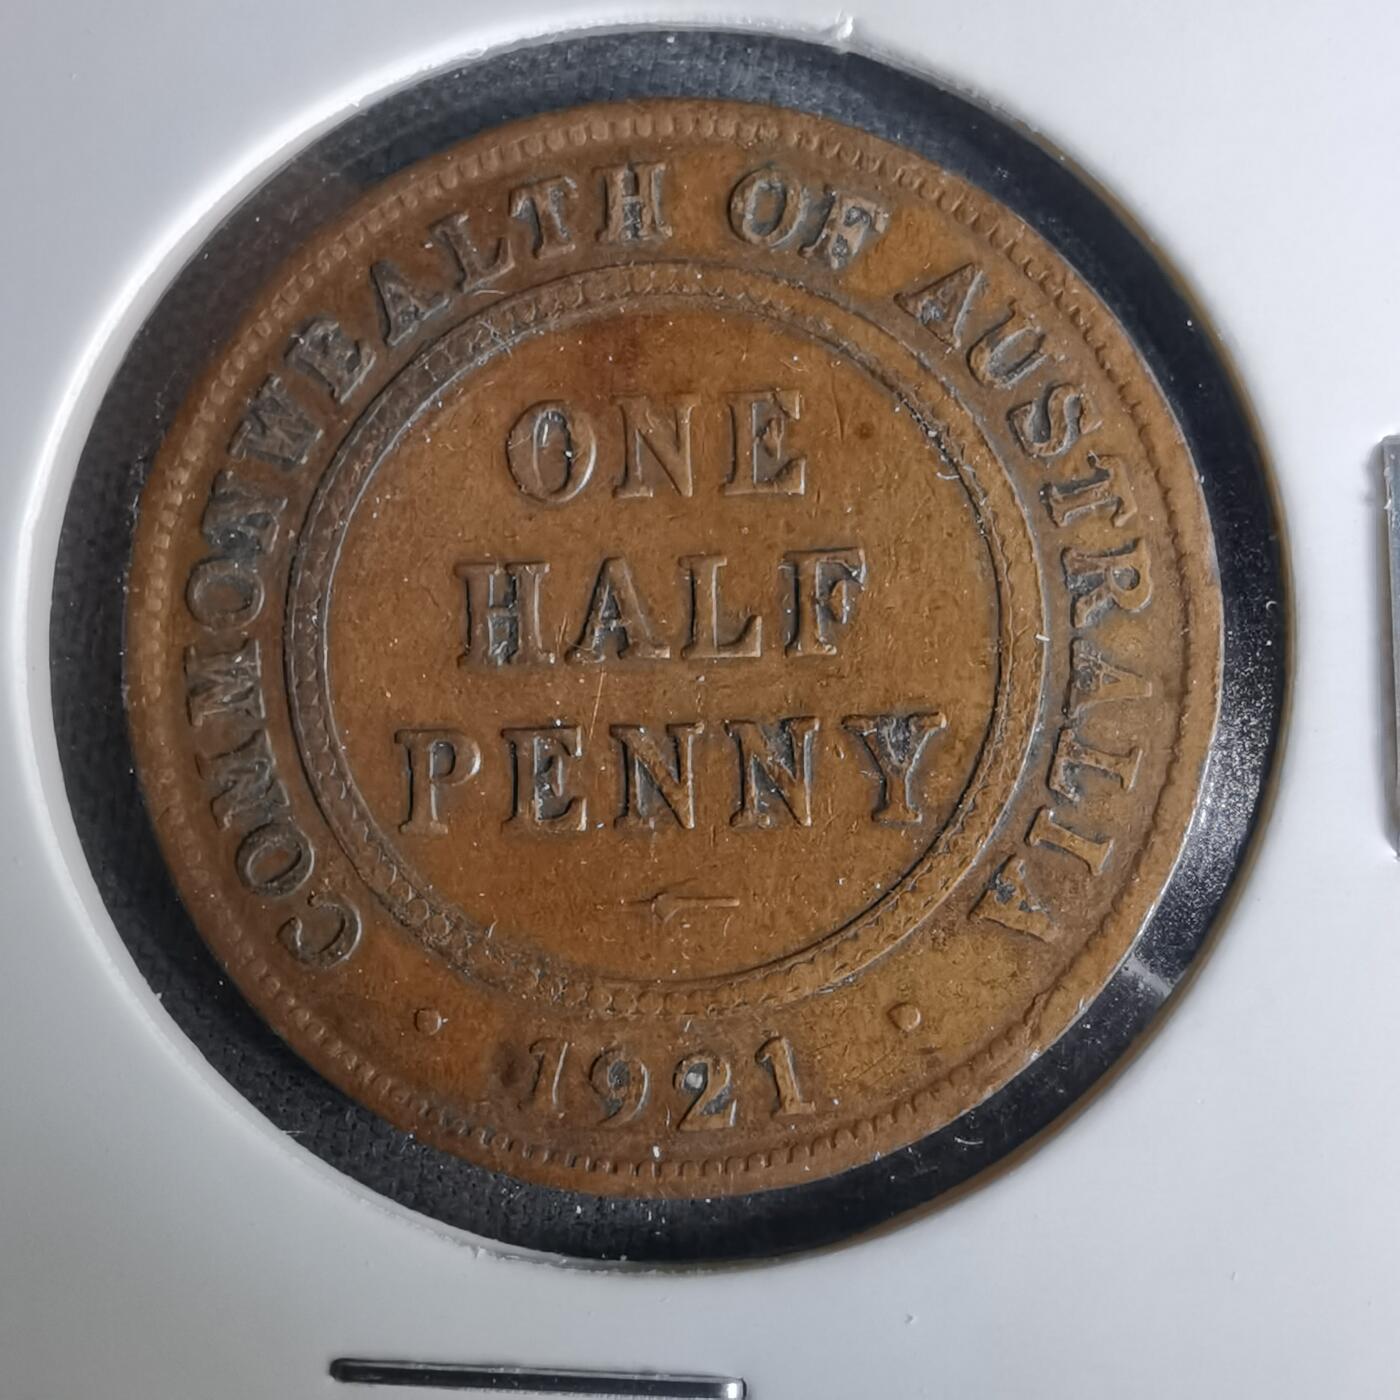 COMMONWEALTH OF AUSTRALIA
ONE
HALF
PENNY
1921